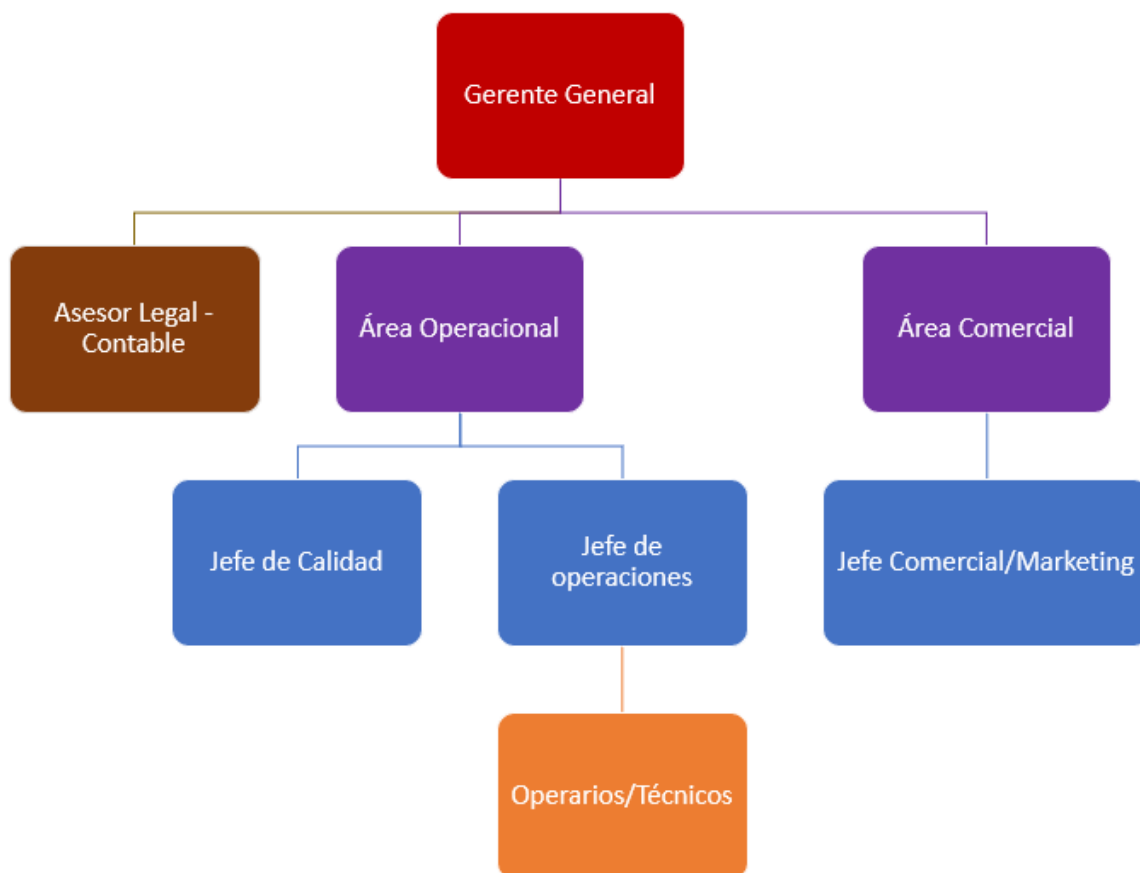 Gerente General
Asesor Legal -
Contable
Área Operacional
Área Comercial
Jefe de Calidad
Jefe de
operaciones
Jefe Comercial/Marketing
Operarios/Técnicos